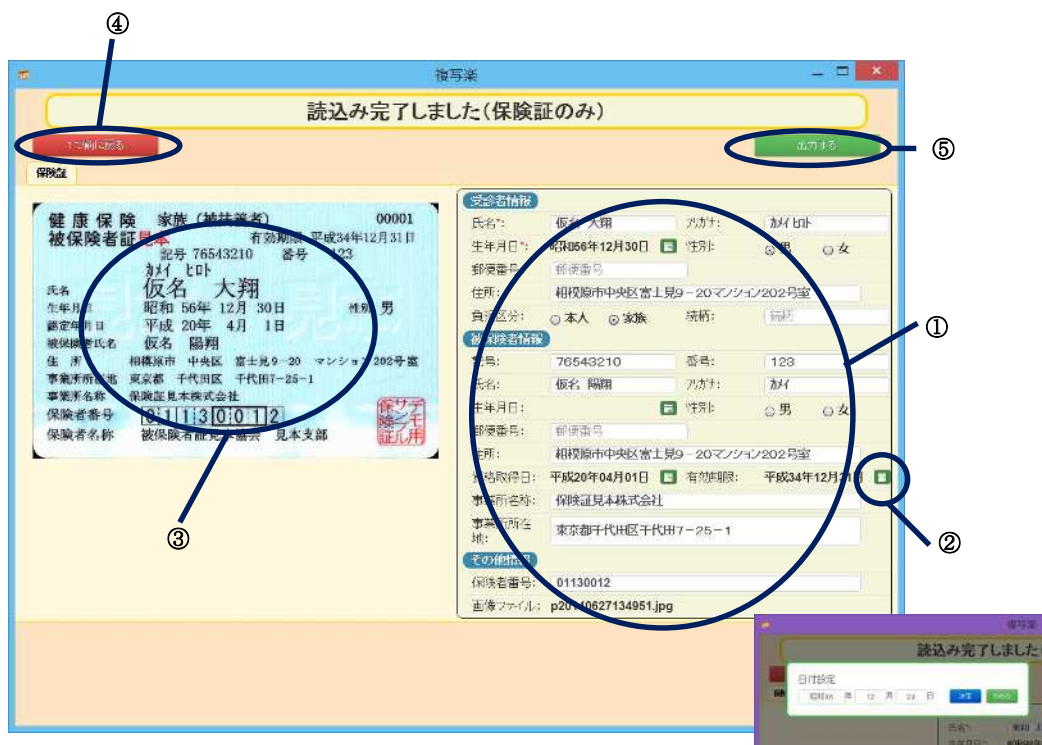 ④
複写楽
読込み完了しました(保険証のみ)
1つ前に戻る
出力する
⑤
保険証
健康保険 家族(被扶養者) 00001
被保険者証 見本 有効期限 平成34年12月31日
記号 76543210 番号 123
カメイ ヒロト
氏名 仮名 大翔
生年月日 昭和 56年 12月 30日 性別 男
認定年月日 平成 20年 4月 1日
被保険者氏名 仮名 陽翔
住 所 相模原市 中央区 富士見9-20 マンション202号室
事業所所在地 東京都 千代田区 千代田7-25-1
事業所名称 保険証見本株式会社
保険者番号 01130012
保険者名称 被保険者証見本協会 見本支部
デモ用サンプル保険証
③
受診者情報
氏名*: 仮名 大翔 フリガナ: カメイ ヒロト
生年月日*: 昭和56年12月30日 性別: 男 女
郵便番号: 郵便番号
住所: 相模原市中央区富士見9-20マンション202号室
負担区分: 本人 家族 続柄: 続柄
①
被保険者情報
記号: 76543210 番号: 123
氏名: 仮名 陽翔 フリガナ: カメイ
生年月日: 性別: 男 女
郵便番号: 郵便番号
住所: 相模原市中央区富士見9-20マンション202号室
資格取得日: 平成20年04月01日 有効期限: 平成34年12月31日
②
事業所名称: 保険証見本株式会社
事業所所在
地: 東京都千代田区千代田7-25-1
その他情報
保険者番号: 01130012
画像ファイル: p20140627134951.jpg
複写楽
読込み完了しました
日付設定
年 12 月 24 日